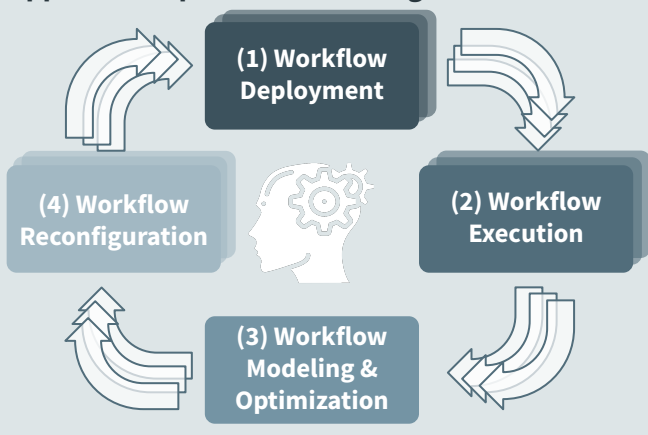 (1) Workflow
Deployment
(2) Workflow
Execution
(3) Workflow
Modeling &
Optimization
(4) Workflow
Reconfiguration